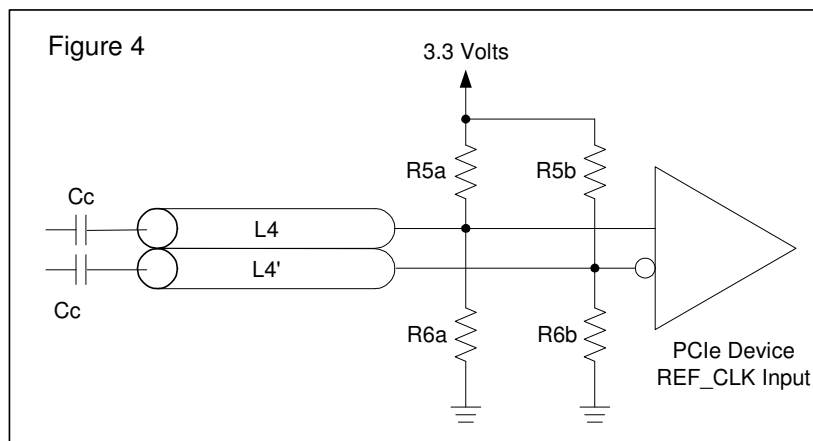 Figure 4
3.3 Volts
R5a
R5b
Cc
L4
L4'
Cc
R6a
R6b
PCIe Device
REF_CLK Input